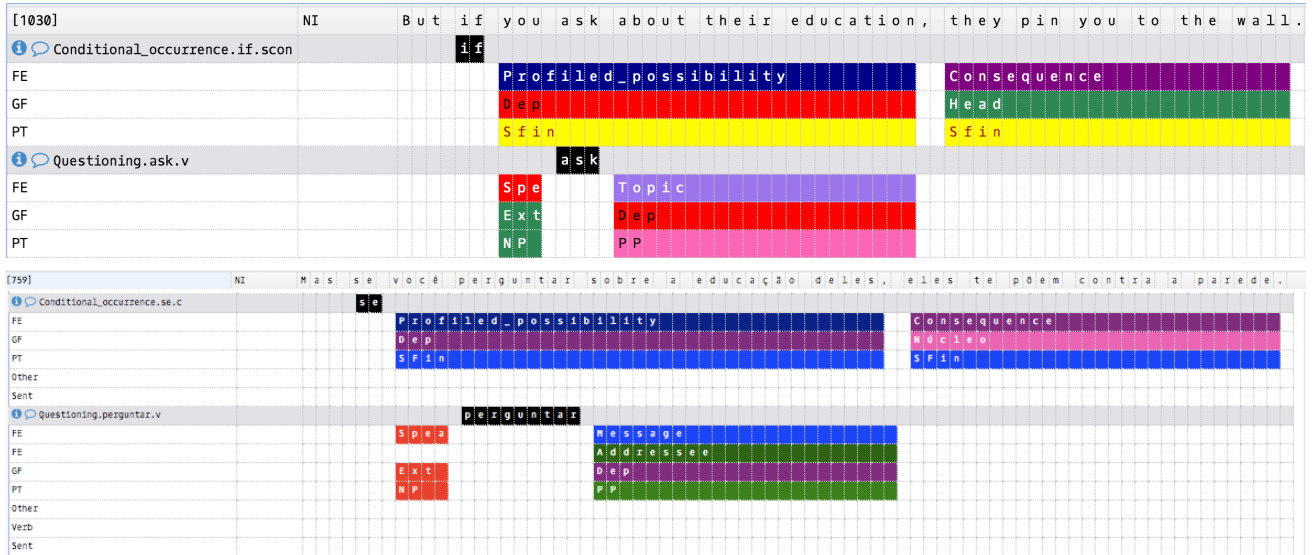 [1030] NI But if you ask about their education, they pin you to the wall.
Conditional_occurrence.if.scon if
FE Profiled_possibility Consequence
GF Dep Head
PT Sfin Sfin
Questioning.ask.v ask
FE Spe Topic
GF Ext Dep
PT NP PP
[759] NI Mas se você perguntar sobre a educação deles, eles te põem contra a parede.
Conditional_occurrence.se.c se
FE Profiled_possibility Consequence
GF Dep Núcleo
PT SFin SFin
Other
Sent
Questioning.perguntar.v perguntar
FE Spea Message
FE Addressee
GF Ext Dep
PT NP PP
Other
Verb
Sent